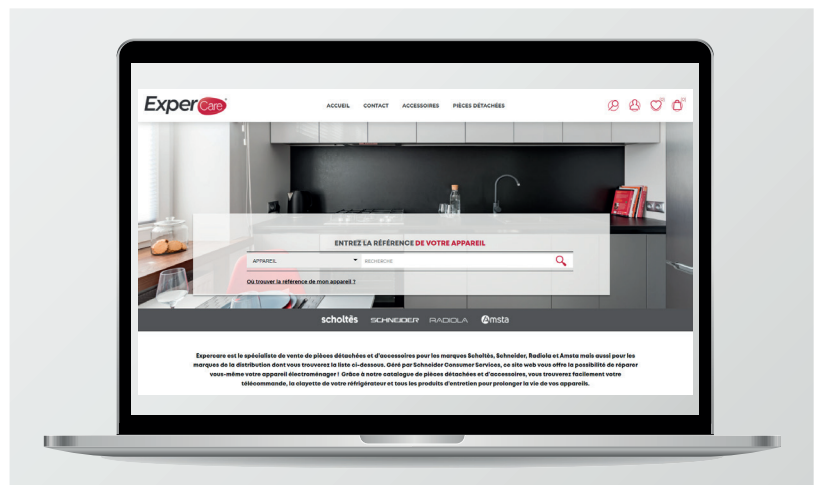 ExperCare
ACCUEIL CONTACT ACCESSOIRES PIÈCES DÉTACHÉES
(0) (0)
ENTREZ LA RÉFÉRENCE DE VOTRE APPAREIL
APPAREIL RECHERCHE
Où trouver la référence de mon appareil ?
scholtès SCHNEIDER RADIOLA Amsta
Expercare est le spécialiste de vente de pièces détachées et d'accessoires pour les marques Scholtès, Schneider, Radiola et Amsta mais aussi pour les
marques de la distribution dont vous trouverez la liste ci-dessous. Géré par Schneider Consumer Services, ce site web vous offre la possibilité de réparer
vous-même votre appareil électroménager ! Grâce à notre catalogue de pièces détachées et d'accessoires, vous trouverez facilement votre
télécommande, la clayette de votre réfrigérateur et tous les produits d'entretien pour prolonger la vie de vos appareils.